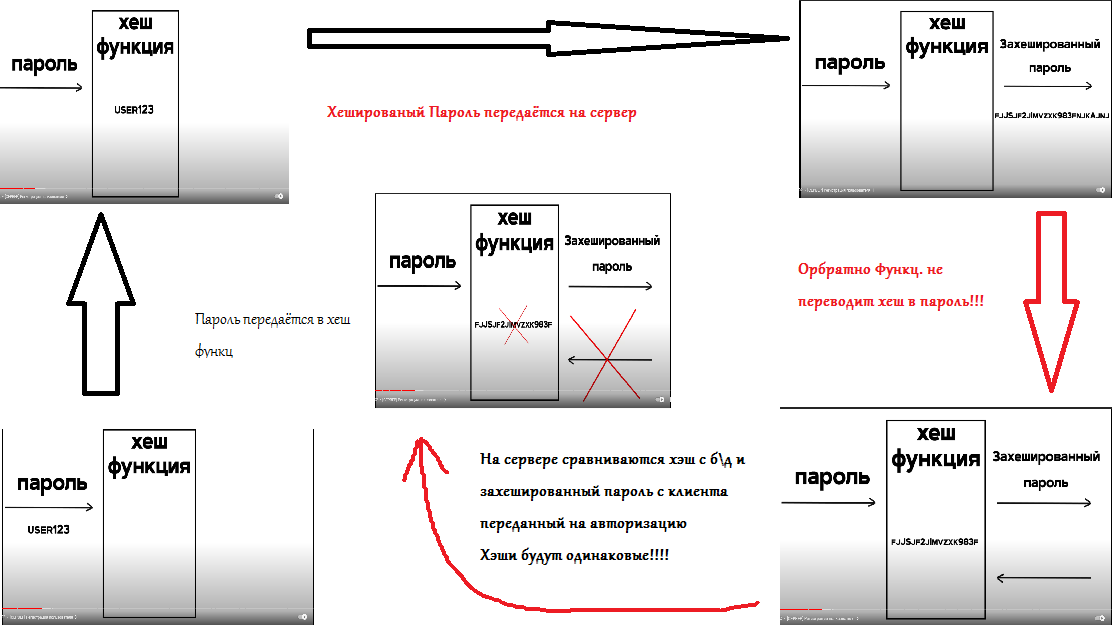 хеш
функция
пароль
USER123
Хешированый Пароль передаётся на сервер
хеш
функция
пароль
Захешированный
пароль
FJJSJF2JIMVZXK983FNJKAJNJ
хеш
функция
пароль
Захешированный
пароль
FJJSJF2JIMVZXK983F
Орбратно Функц. не
переводит хеш в пароль!!!
Пароль передаётся в хеш
функц
хеш
функция
пароль
USER123
На сервере сравниваются хэш с б\д и
захешированный пароль с клиента
переданный на авторизацию
Хэши будут одинаковые!!!!
хеш
функция
пароль
Захешированный
пароль
FJJSJF2JIMVZXK983F